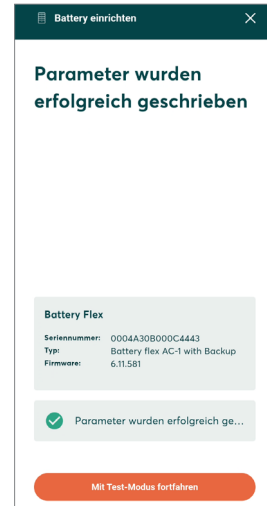 Battery einrichten
Parameter wurden
erfolgreich geschrieben
Battery Flex
Seriennummer: 0004A30B000C4443
Typ: Battery flex AC-1 with Backup
Firmware: 6.11.581
Parameter wurden erfolgreich ge...
Mit Test-Modus fortfahren